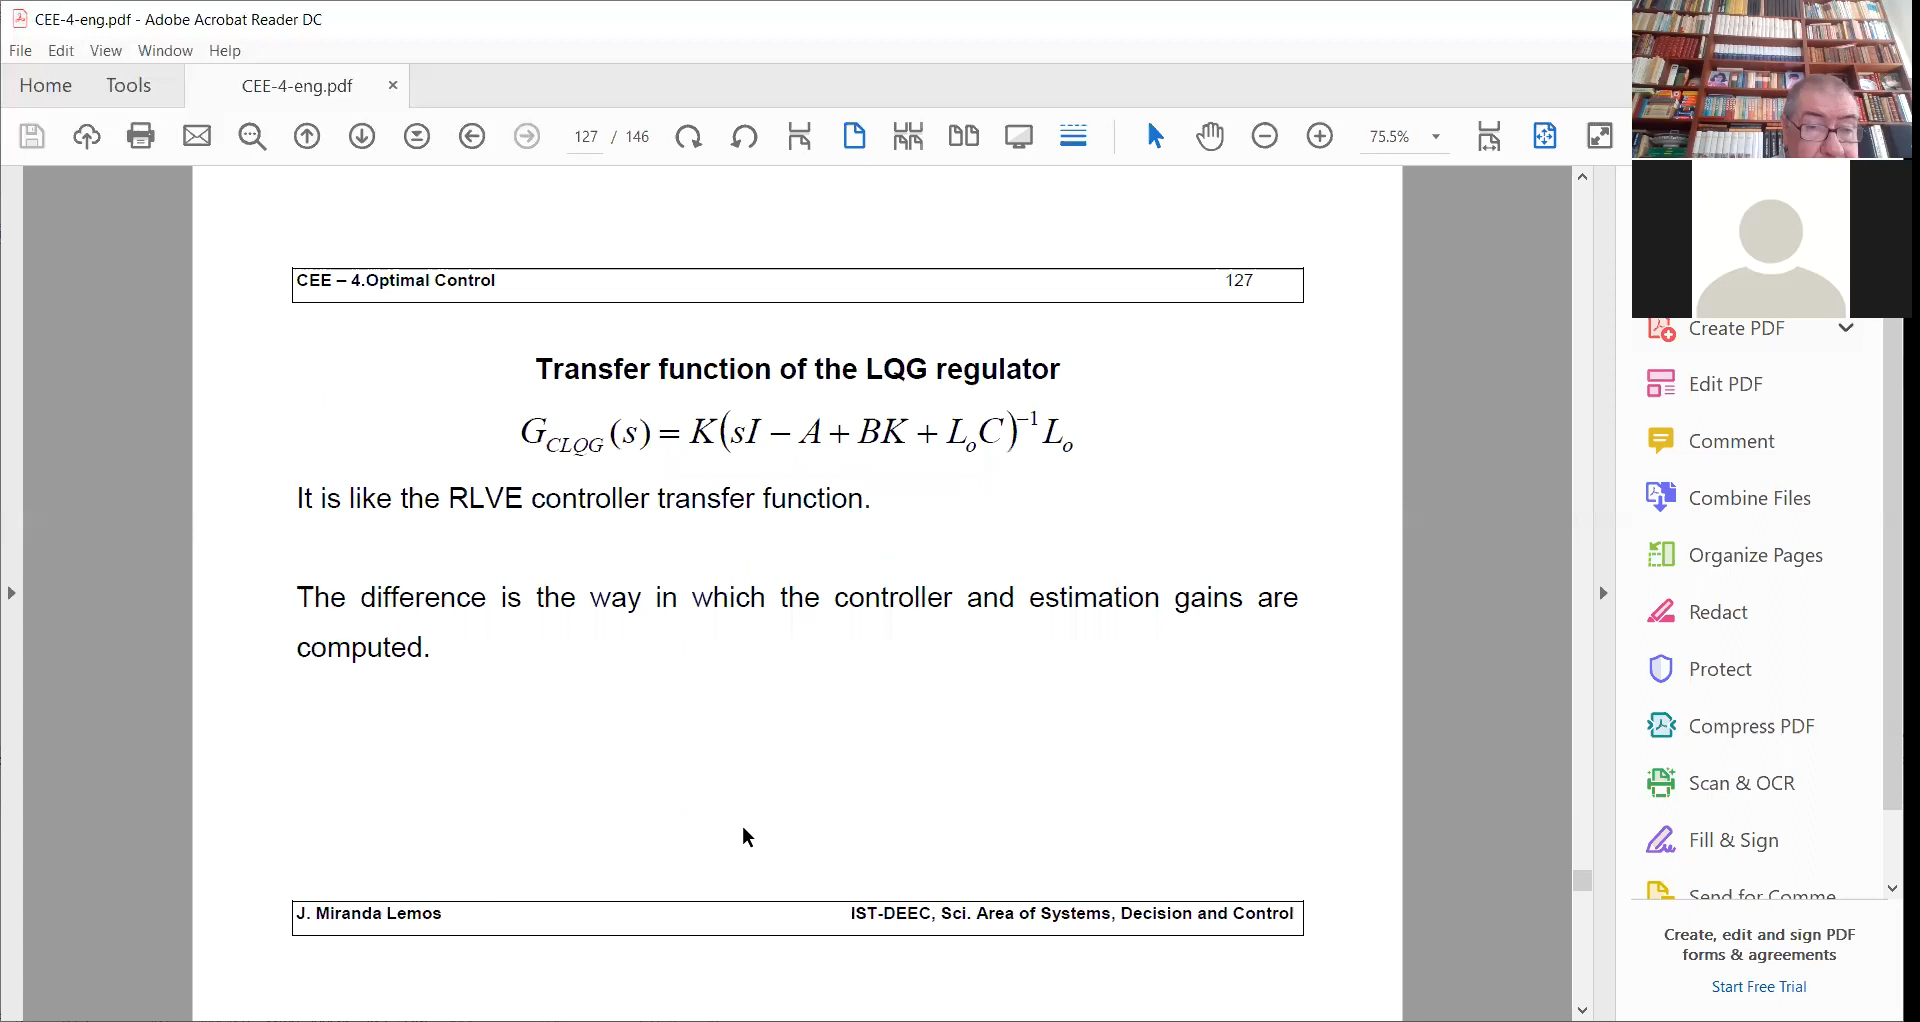 CEE-4-eng.pdf - Adobe Acrobat Reader DC
File Edit View Window Help
Home Tools CEE-4-eng.pdf ×
127 / 146 75.5%
CEE – 4.Optimal Control 127
Transfer function of the LQG regulator
G_{CLQG}(s) = K(sI − A + BK + L_oC)^{−1} L_o
It is like the RLVE controller transfer function.
The difference is the way in which the controller and estimation gains are
computed.
J. Miranda Lemos IST-DEEC, Sci. Area of Systems, Decision and Control
Create PDF
Edit PDF
Comment
Combine Files
Organize Pages
Redact
Protect
Compress PDF
Scan & OCR
Fill & Sign
Send for Comme
Create, edit and sign PDF
forms & agreements
Start Free Trial